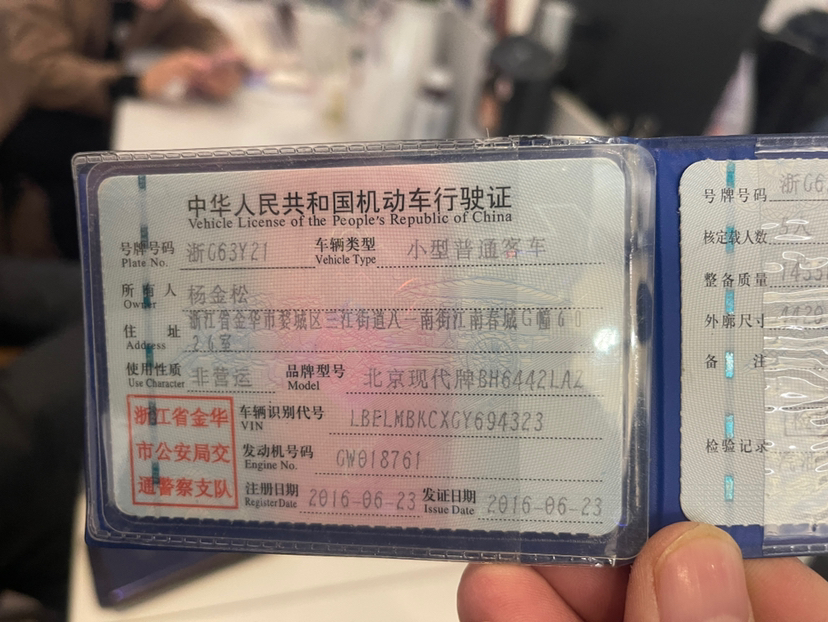 中华人民共和国机动车行驶证
Vehicle License of the People's Republic of China
号牌号码 Plate No. 浙G63Y21 车辆类型 Vehicle Type 小型普通客车
所有人 Owner 杨金松
住址 Address 浙江省金华市婺城区三江街道八一南街江南春城G幢60
26室
使用性质 Use Character 非营运 品牌型号 Model 北京现代牌BH6442LAZ
浙江省金华
市公安局交
通警察支队
车辆识别代号 VIN LBELMBKCXGY694323
发动机号码 Engine No. GW018761
注册日期 Register Date 2016-06-23 发证日期 Issue Date 2016-06-23
号牌号码 浙G6
核定载人数 5人
整备质量
外廓尺寸
备注
检验记录